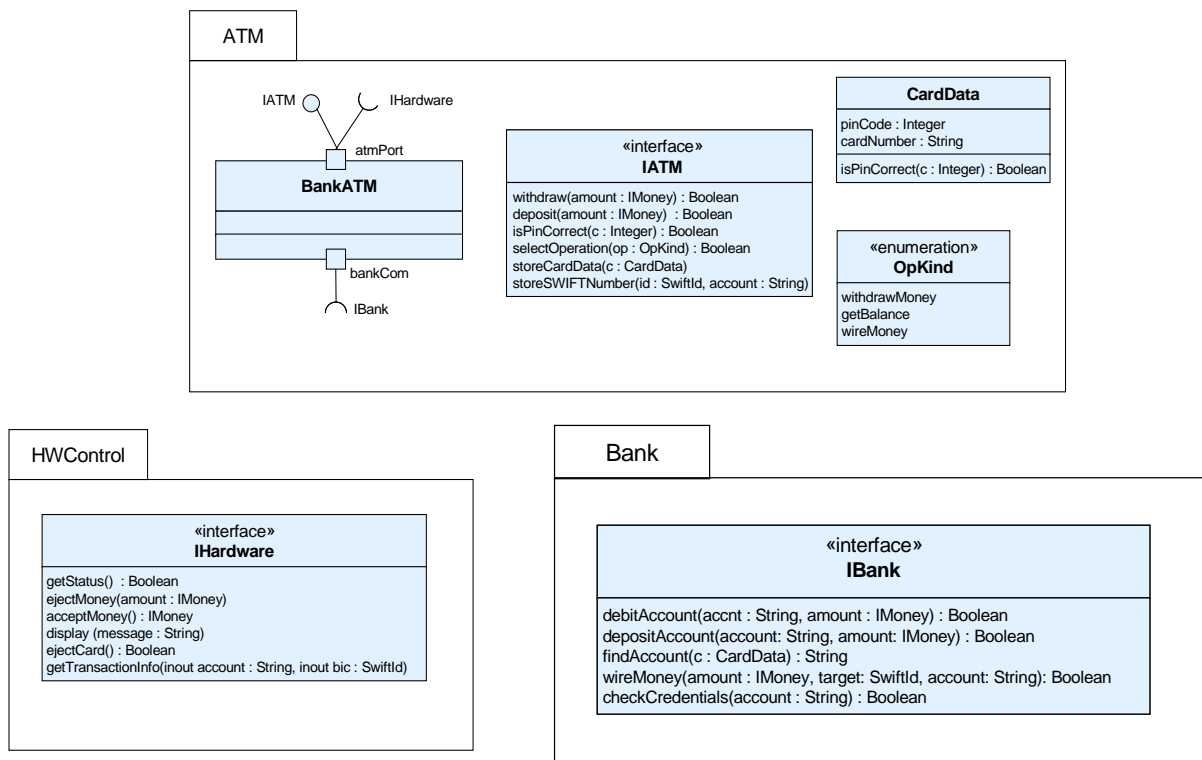 ATM
IATM
IHardware
atmPort
BankATM
bankCom
IBank
«interface»
IATM
withdraw(amount : IMoney) : Boolean
deposit(amount : IMoney) : Boolean
isPinCorrect(c : Integer) : Boolean
selectOperation(op : OpKind) : Boolean
storeCardData(c : CardData)
storeSWIFTNumber(id : SwiftId, account : String)
CardData
pinCode : Integer
cardNumber : String
isPinCorrect(c : Integer) : Boolean
«enumeration»
OpKind
withdrawMoney
getBalance
wireMoney
HWControl
«interface»
IHardware
getStatus() : Boolean
ejectMoney(amount : IMoney)
acceptMoney() : IMoney
display (message : String)
ejectCard() : Boolean
getTransactionInfo(inout account : String, inout bic : SwiftId)
Bank
«interface»
IBank
debitAccount(accnt : String, amount : IMoney) : Boolean
depositAccount(account: String, amount: IMoney) : Boolean
findAccount(c : CardData) : String
wireMoney(amount : IMoney, target: SwiftId, account: String): Boolean
checkCredentials(account : String) : Boolean